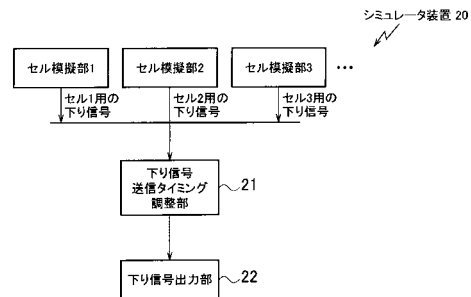 シミュレータ装置 20
セル模擬部1
セル模擬部2
セル模擬部3
...
セル1用の
下り信号
セル2用の
下り信号
セル3用の
下り信号
下り信号
送信タイミング
調整部
21
下り信号出力部
22